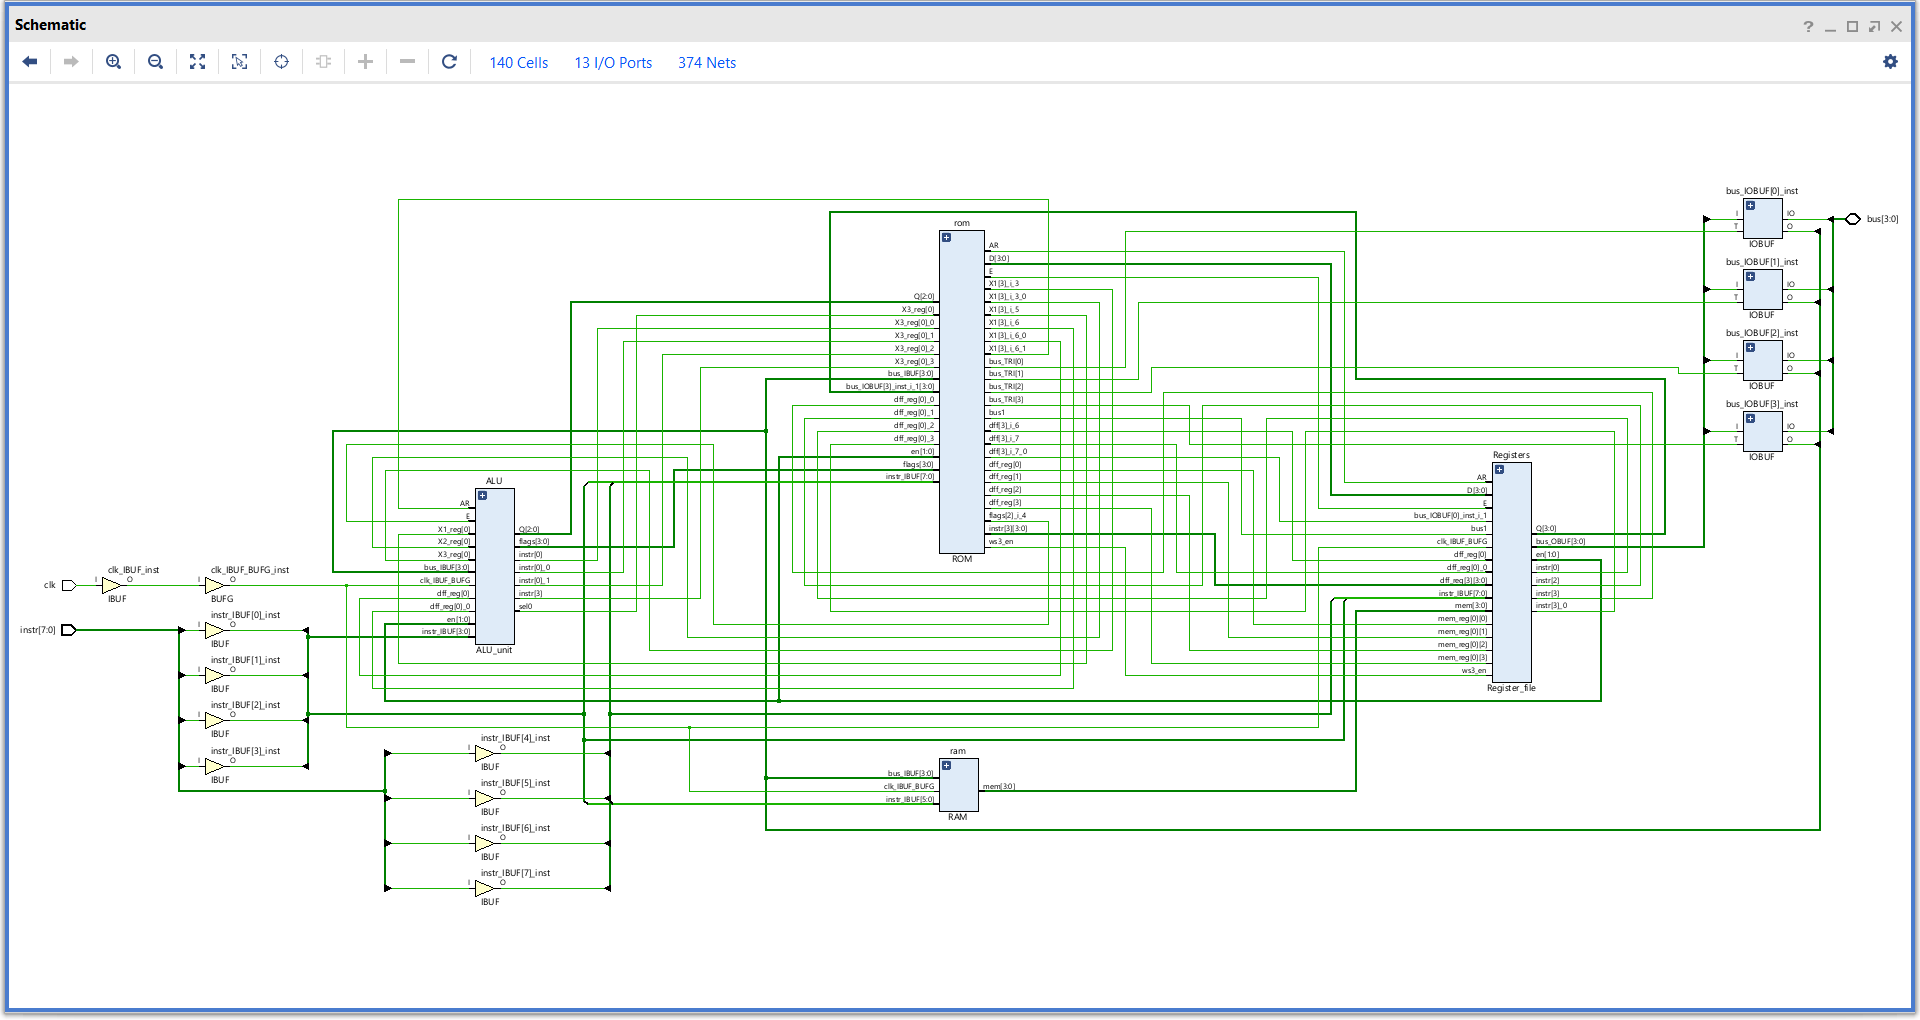 Schematic
140 Cells 13 I/O Ports 374 Nets
clk
clk_IBUF_inst
I
O
IBUF
clk_IBUF_BUFG_inst
I
O
BUFG
instr[7:0]
instr_IBUF[0]_inst
I
O
IBUF
instr_IBUF[1]_inst
I
O
IBUF
instr_IBUF[2]_inst
I
O
IBUF
instr_IBUF[3]_inst
I
O
IBUF
instr_IBUF[4]_inst
I
O
IBUF
instr_IBUF[5]_inst
I
O
IBUF
instr_IBUF[6]_inst
I
O
IBUF
instr_IBUF[7]_inst
I
O
IBUF
ALU
AR
E
X1_reg[0]
X2_reg[0]
X3_reg[0]
bus_IBUF[3:0]
clk_IBUF_BUFG
dff_reg[0]
dff_reg[0]_0
en[1:0]
instr_IBUF[3:0]
Q[2:0]
flags[3:0]
instr[0]
instr[0]_0
instr[0]_1
instr[3]
sel0
ALU_unit
rom
Q[2:0]
X3_reg[0]
X3_reg[0]_0
X3_reg[0]_1
X3_reg[0]_2
X3_reg[0]_3
bus_IBUF[3:0]
bus_IOBUF[3]_inst_i_1[3:0]
dff_reg[0]_0
dff_reg[0]_1
dff_reg[0]_2
dff_reg[0]_3
en[1:0]
flags[3:0]
instr_IBUF[7:0]
AR
D[3:0]
E
X1[3]_i_3
X1[3]_i_3_0
X1[3]_i_5
X1[3]_i_6
X1[3]_i_6_0
X1[3]_i_6_1
bus_TRI[0]
bus_TRI[1]
bus_TRI[2]
bus_TRI[3]
bus1
dff[3]_i_6
dff[3]_i_7
dff[3]_i_7_0
dff_reg[0]
dff_reg[1]
dff_reg[2]
dff_reg[3]
flags[2]_i_4
instr[3][3:0]
ws3_en
ROM
ram
bus_IBUF[3:0]
clk_IBUF_BUFG
instr_IBUF[5:0]
mem[3:0]
RAM
Registers
AR
D[3:0]
E
bus_IOBUF[0]_inst_i_1
bus1
clk_IBUF_BUFG
dff_reg[0]
dff_reg[0]_0
dff_reg[3][3:0]
instr_IBUF[7:0]
mem[3:0]
mem_reg[0][0]
mem_reg[0][1]
mem_reg[0][2]
mem_reg[0][3]
ws3_en
Q[3:0]
bus_OBUF[3:0]
en[1:0]
instr[0]
instr[2]
instr[3]
instr[3]_0
Register_file
bus_IOBUF[0]_inst
I
T
IO
O
IOBUF
bus_IOBUF[1]_inst
I
T
IO
O
IOBUF
bus_IOBUF[2]_inst
I
T
IO
O
IOBUF
bus_IOBUF[3]_inst
I
T
IO
O
IOBUF
bus[3:0]